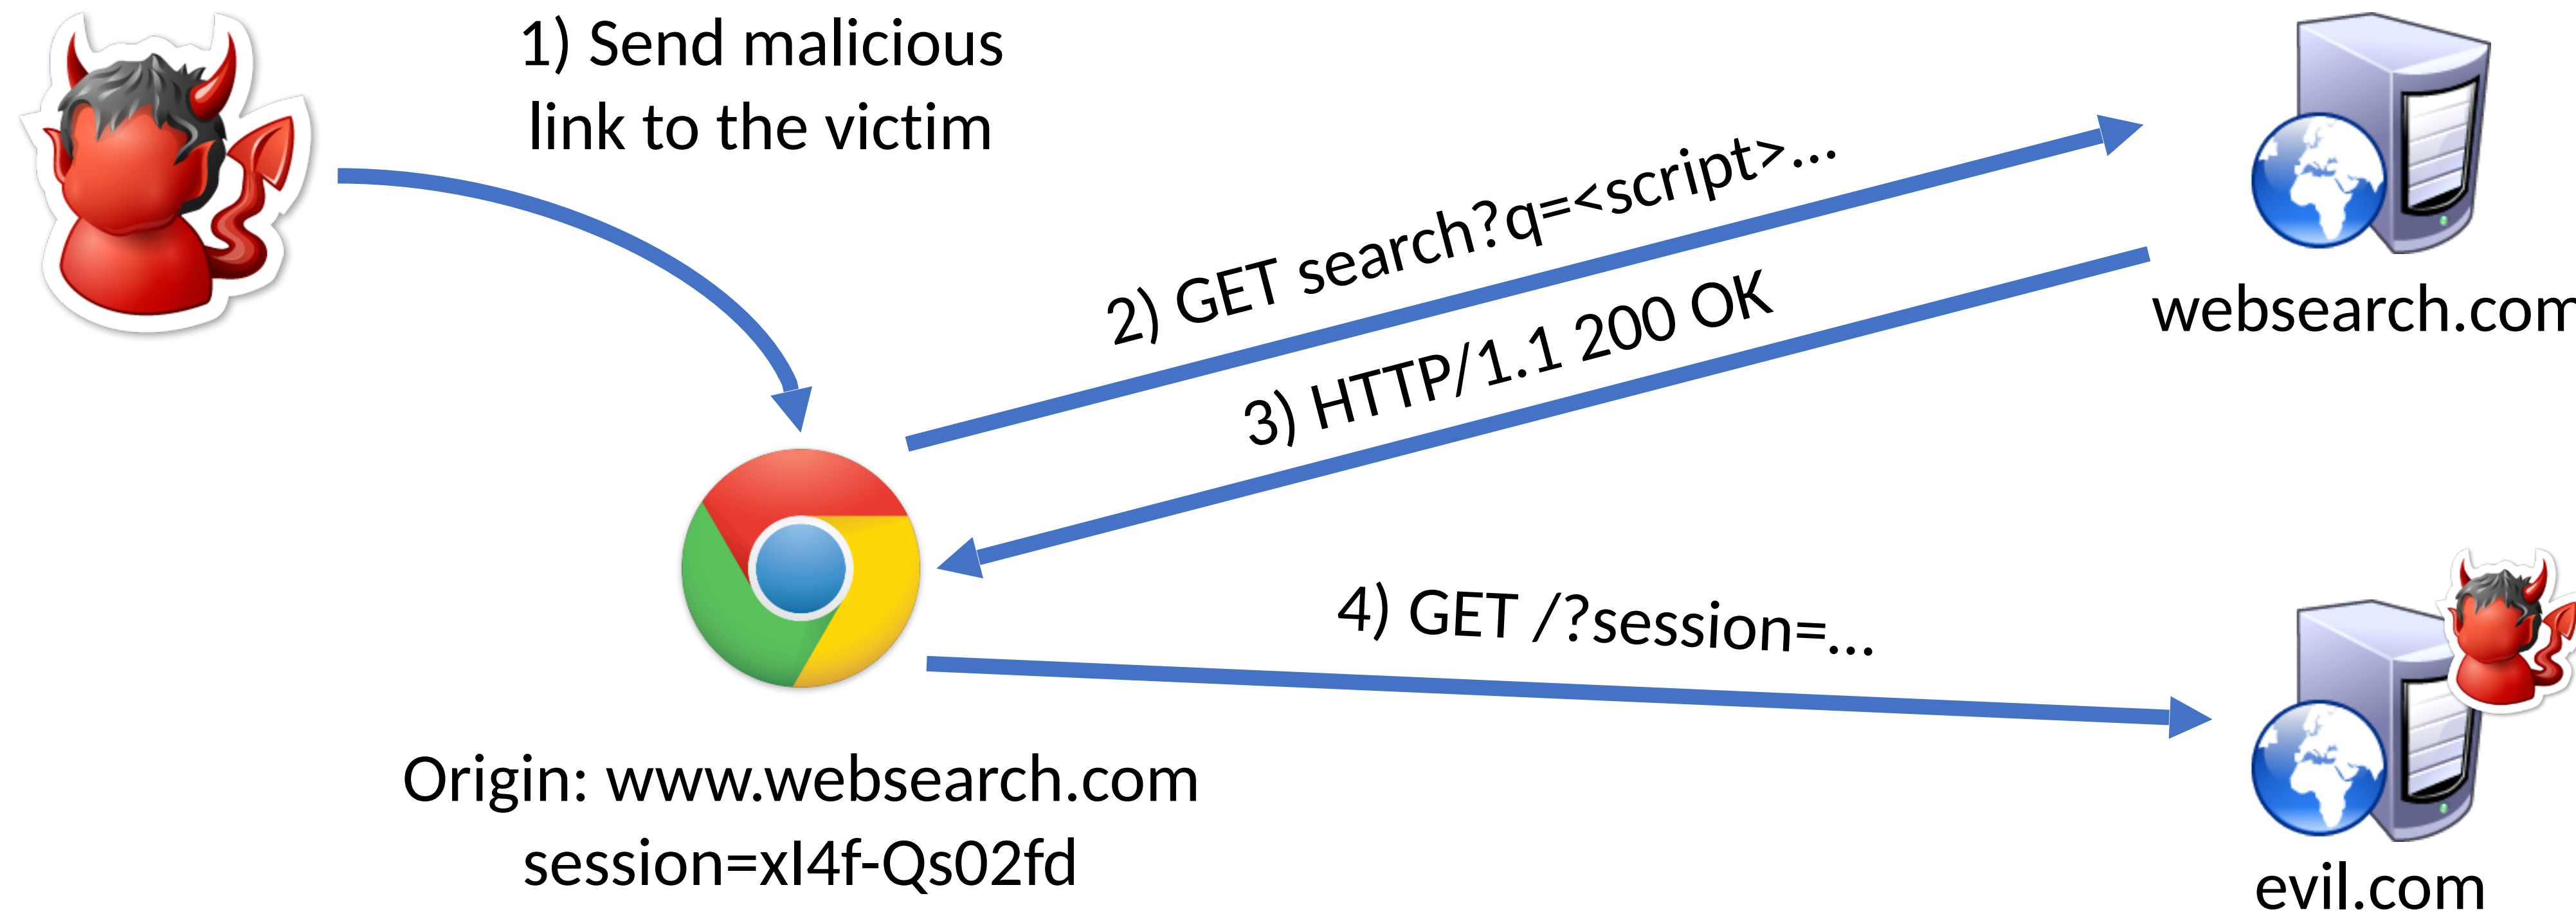 1) Send malicious
link to the victim
2) GET search?q=<script>...
3) HTTP/1.1 200 OK
websearch.com
4) GET /?session=...
Origin: www.websearch.com
session=xI4f-Qs02fd
evil.com